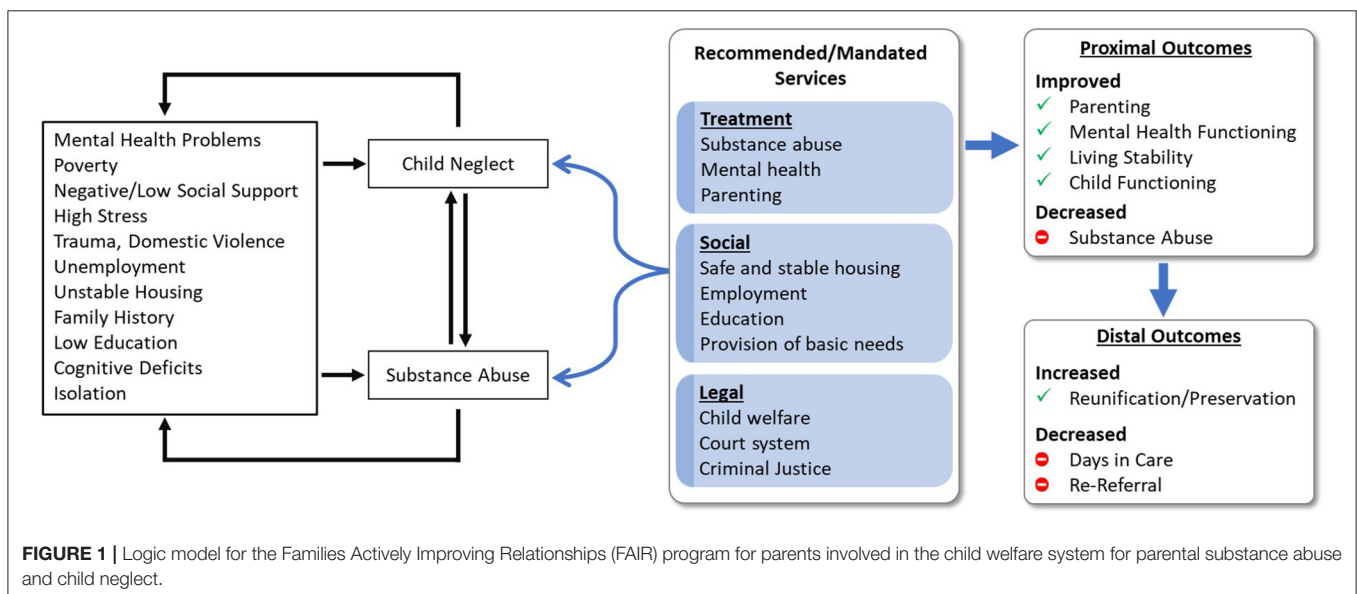 Mental Health Problems
Poverty
Negative/Low Social Support
High Stress
Trauma, Domestic Violence
Unemployment
Unstable Housing
Family History
Low Education
Cognitive Deficits
Isolation
Child Neglect
Substance Abuse
Recommended/Mandated
Services
Treatment
Substance abuse
Mental health
Parenting
Social
Safe and stable housing
Employment
Education
Provision of basic needs
Legal
Child welfare
Court system
Criminal Justice
Proximal Outcomes
Improved
Parenting
Mental Health Functioning
Living Stability
Child Functioning
Decreased
Substance Abuse
Distal Outcomes
Increased
Reunification/Preservation
Decreased
Days in Care
Re-Referral
FIGURE 1 | Logic model for the Families Actively Improving Relationships (FAIR) program for parents involved in the child welfare system for parental substance abuse
and child neglect.